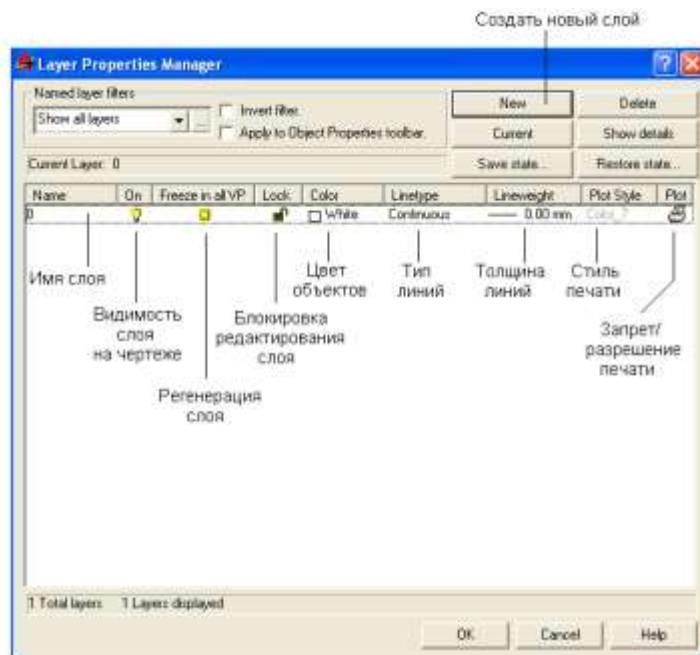 Создать новый слой
Layer Properties Manager
Named layer filters
Show all layers
...
Invert filter
Apply to Object Properties toolbar
New
Delete
Current
Show details
Current Layer: 0
Save state...
Restore state...
Name On Freeze in all VP Lock Color Linetype Lineweight Plot Style Plot
0 White Continuous 0.00 mm Color_7
Имя слоя
Цвет объектов
Тип линий
Толщина линий
Стиль печати
Видимость слоя на чертеже
Блокировка редактирования слоя
Запрет/ разрешение печати
Регенерация слоя
1 Total layers 1 Layers displayed
OK
Cancel
Help